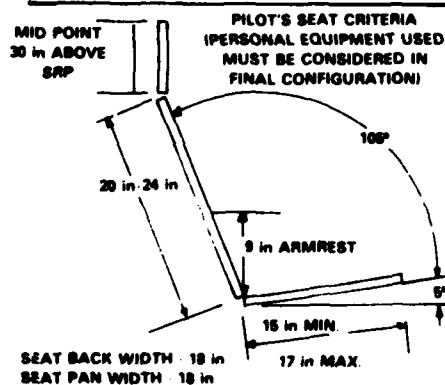 PILOT'S SEAT CRITERIA
(PERSONAL EQUIPMENT USED
MUST BE CONSIDERED IN
FINAL CONFIGURATION)
MID POINT
30 in ABOVE
SRP
105°
20 in-24 in
9 in ARMREST
5°
15 in MIN.
17 in MAX.
SEAT BACK WIDTH - 18 in
SEAT PAN WIDTH - 18 in